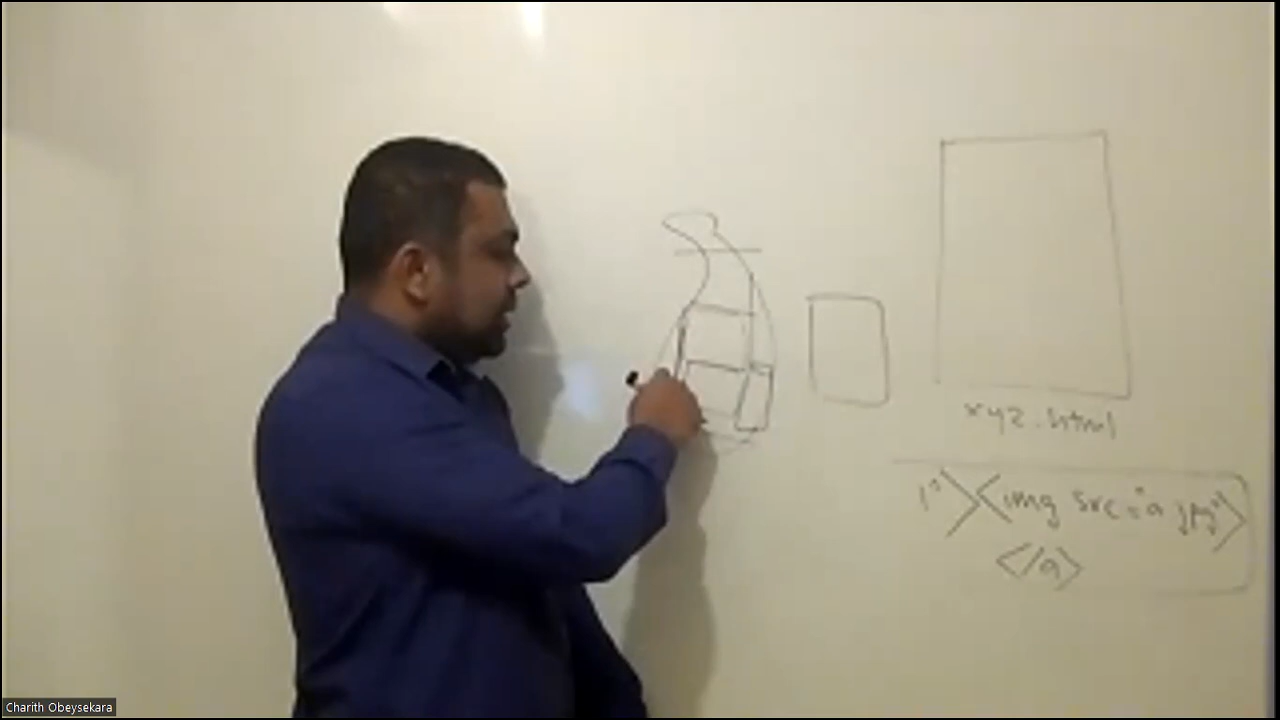 xyz.html
"><img src="a.jpg">
</a>
Charith Obeysekara